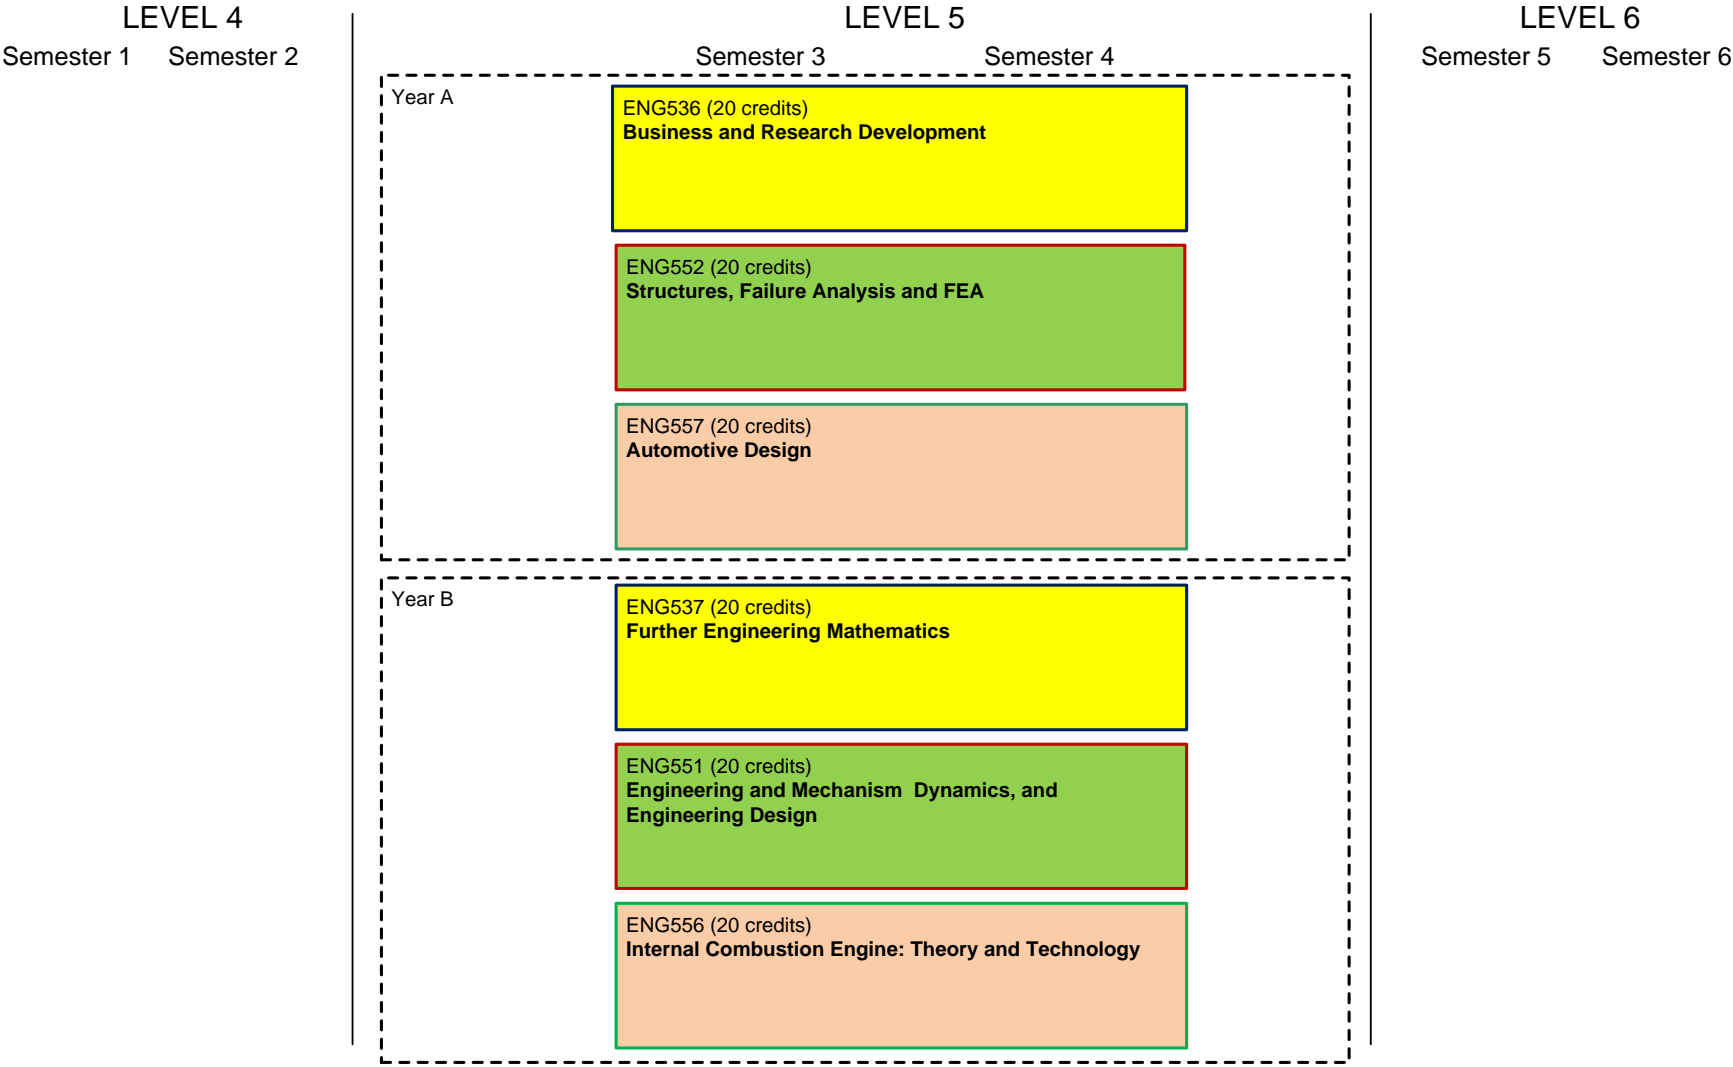 LEVEL 4
LEVEL 5
LEVEL 6
Semester 1
Semester 2
Semester 3
Semester 4
Semester 5
Semester 6
Year A
ENG536 (20 credits)
Business and Research Development
ENG552 (20 credits)
Structures, Failure Analysis and FEA
ENG557 (20 credits)
Automotive Design
Year B
ENG537 (20 credits)
Further Engineering Mathematics
ENG551 (20 credits)
Engineering and Mechanism  Dynamics, and
Engineering Design
ENG556 (20 credits)
Internal Combustion Engine: Theory and Technology